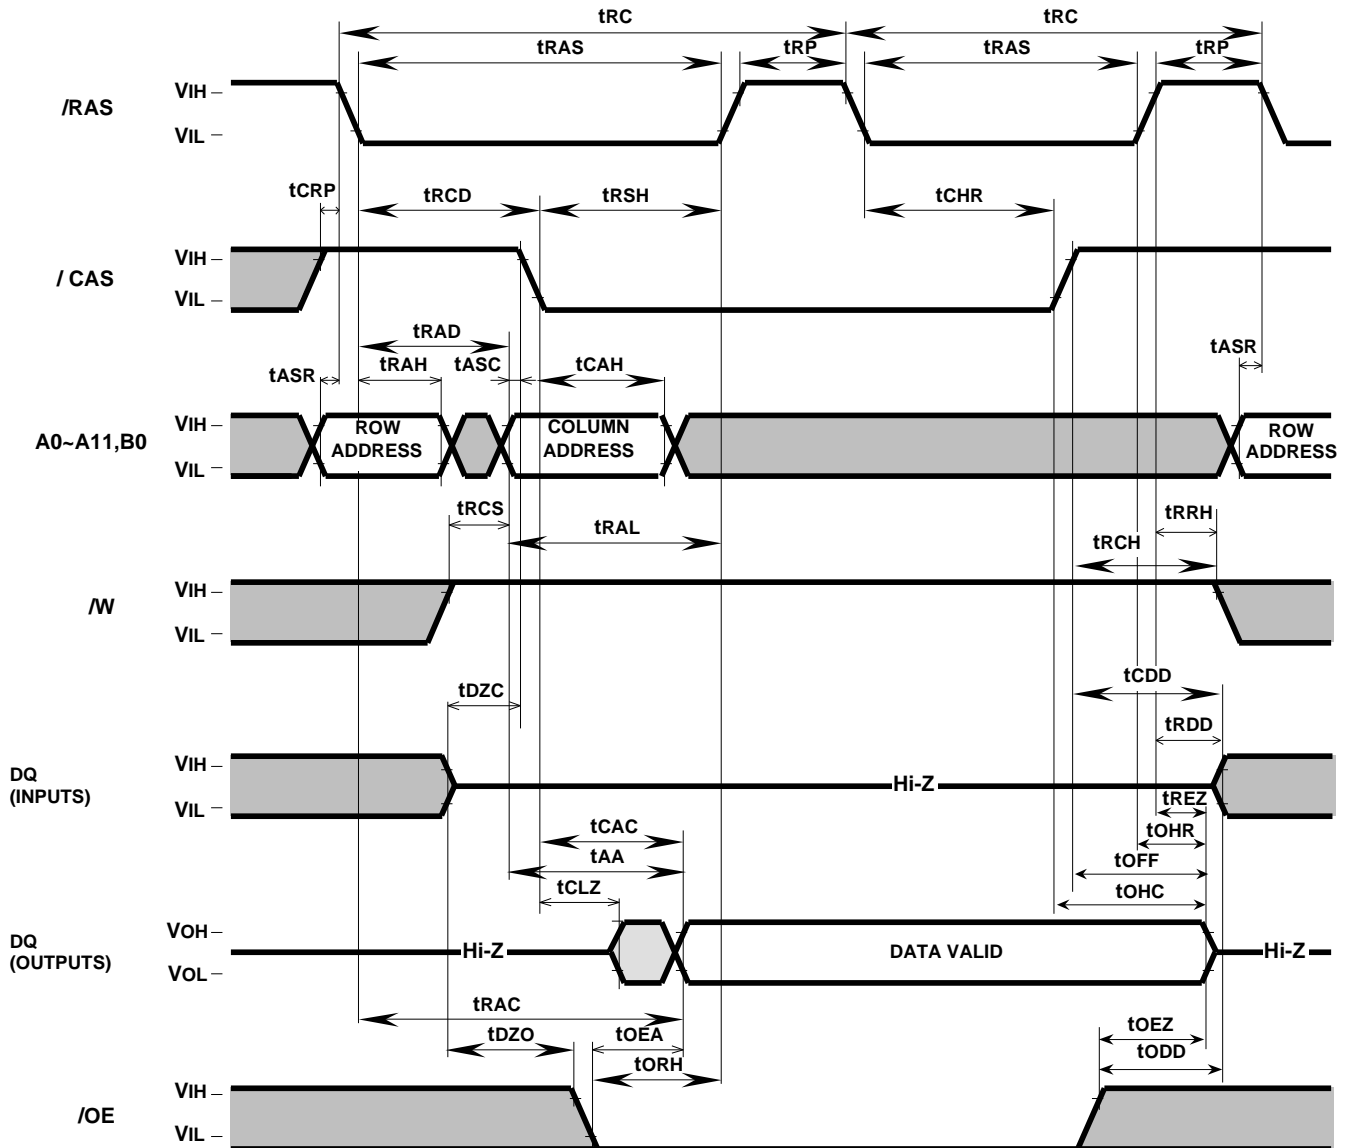 tRC tRC
tRAS tRP tRAS tRP
/RAS VIH
VIL
tCRP tRCD tRSH tCHR
/ CAS VIH
VIL
tRAD
tASR tRAH tASC tCAH tASR
A0~A11,B0 VIH ROW COLUMN ROW
VIL ADDRESS ADDRESS ADDRESS
tRCS tRAL tRRH
tRCH
/W VIH
VIL
tCDD
tDZC
tRDD
DQ VIH
(INPUTS) VIL Hi-Z
tREZ
tCAC tOHR
tAA tOFF
tCLZ tOHC
DQ VOH
(OUTPUTS) VOL Hi-Z DATA VALID Hi-Z
tRAC
tDZO tOEA tOEZ
tORH tODD
/OE VIH
VIL